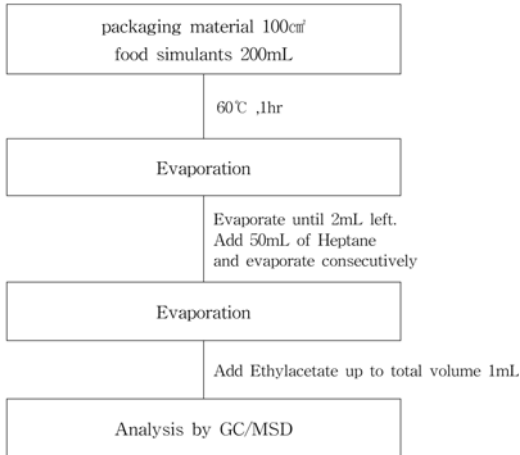 packaging material 100㎠
food simulants 200mL
60℃ ,1hr
Evaporation
Evaporate until 2mL left.
Add 50mL of Heptane
and evaporate consecutively
Evaporation
Add Ethylacetate up to total volume 1mL
Analysis by GC/MSD